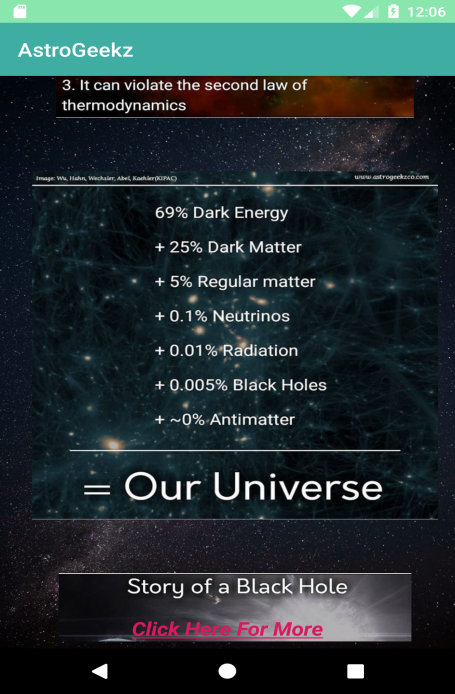 12:06
AstroGeekz
3. It can violate the second law of
thermodynamics
Image: Wu, Hahn, Wechsler, Abel, Kaehler(KIPAC)
www.astrogeekzco.com
69% Dark Energy
+ 25% Dark Matter
+ 5% Regular matter
+ 0.1% Neutrinos
+ 0.01% Radiation
+ 0.005% Black Holes
+ ~0% Antimatter
= Our Universe
Story of a Black Hole
Click Here For More